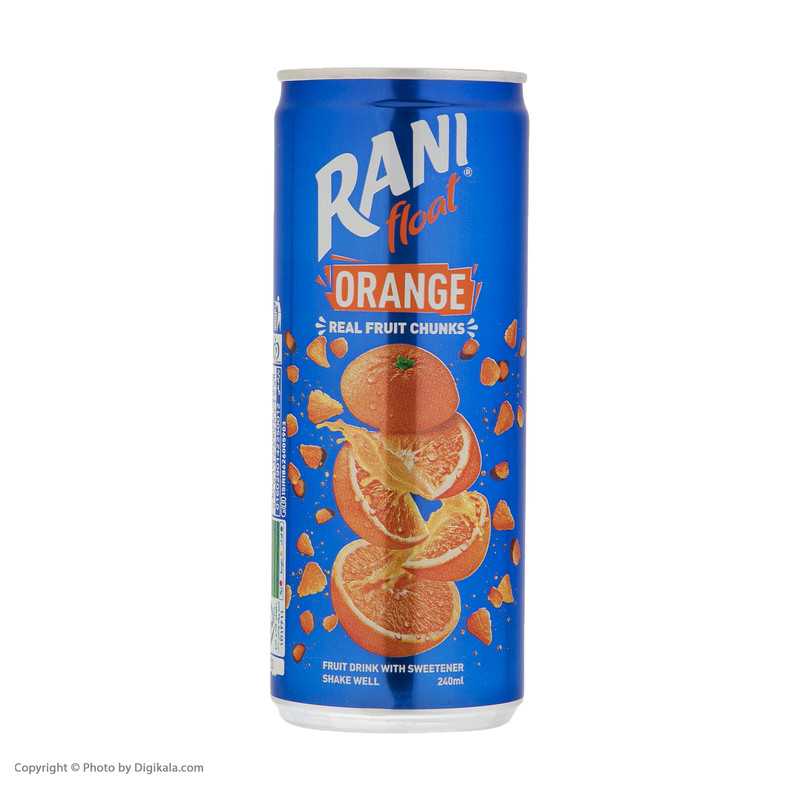 RANI
float®
ORANGE
REAL FRUIT CHUNKS
FRUIT DRINK WITH SWEETENER
SHAKE WELL 240ml
Copyright © Photo by Digikala.com